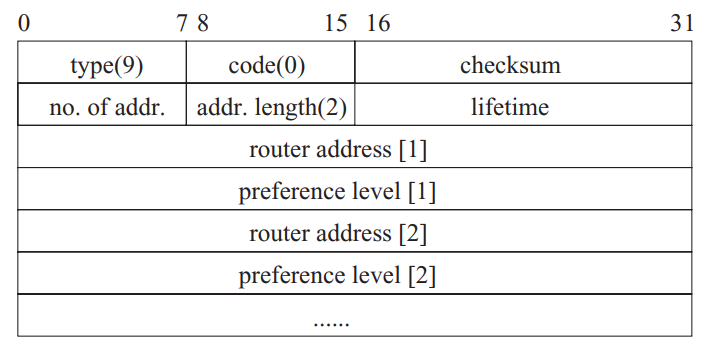 0 7 8 15 16 31
type(9) code(0) checksum
no. of addr. addr. length(2) lifetime
router address [1]
preference level [1]
router address [2]
preference level [2]
......